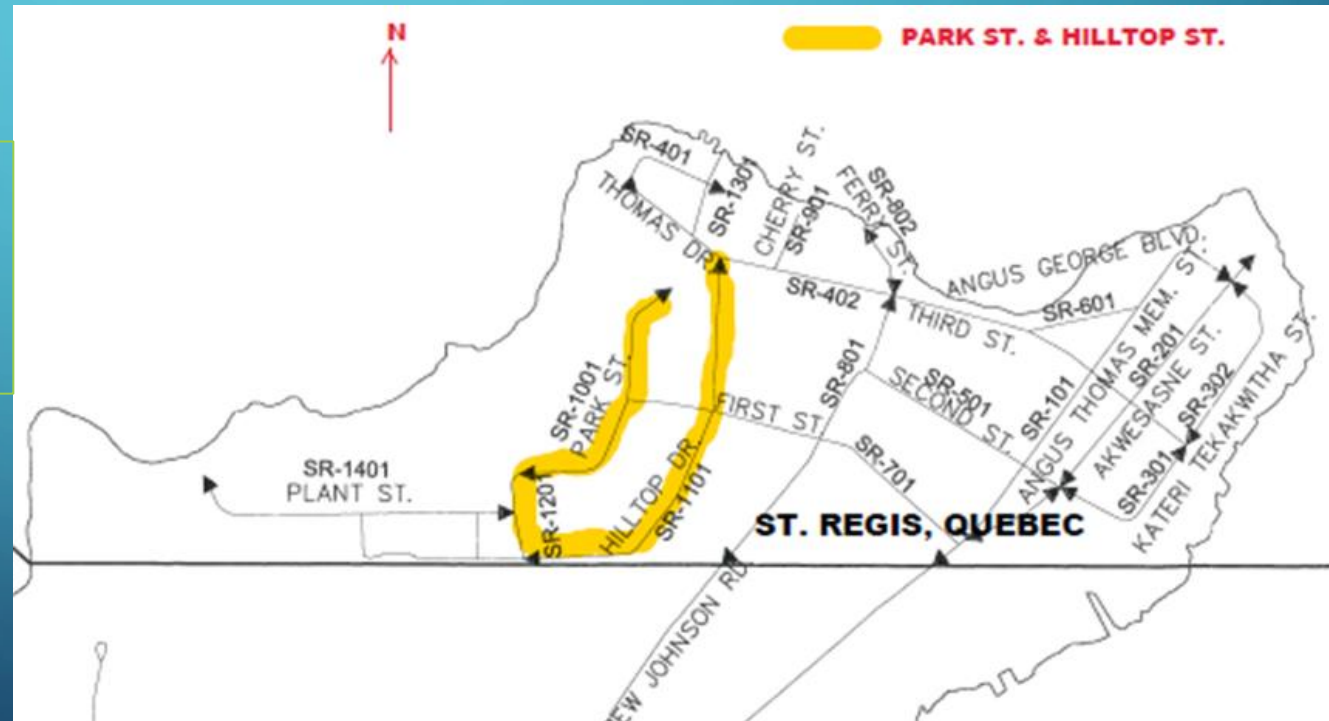 N
PARK ST. & HILLTOP ST.
SR-401
SR-1301
CHERRY ST.
SR-901
SR-802
FERRY ST.
THOMAS DR.
ANGUS GEORGE BLVD.
SR-402
THIRD ST.
SR-601
SR-801
SR-101
ANGUS THOMAS MEM. ST.
SR-201
AKWESASNE ST.
SR-302
KATERI TEKAKWITHA ST.
SR-1001
PARK ST.
FIRST ST.
SECOND ST.
SR-501
SR-701
SR-301
HILLTOP DR.
SR-1101
SR-1401
PLANT ST.
SR-1201
ST. REGIS, QUEBEC
EW JOHNSON RD.